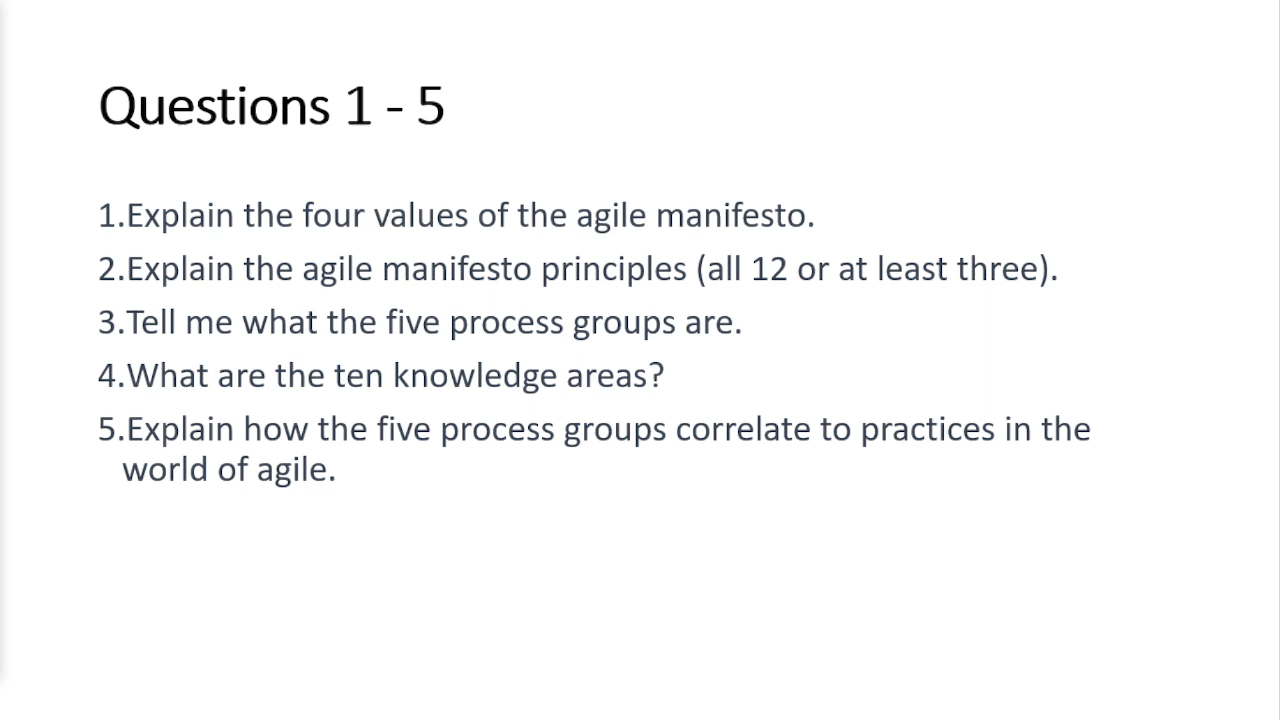 Questions 1 - 5
1.Explain the four values of the agile manifesto.
2.Explain the agile manifesto principles (all 12 or at least three).
3.Tell me what the five process groups are.
4.What are the ten knowledge areas?
5.Explain how the five process groups correlate to practices in the
world of agile.